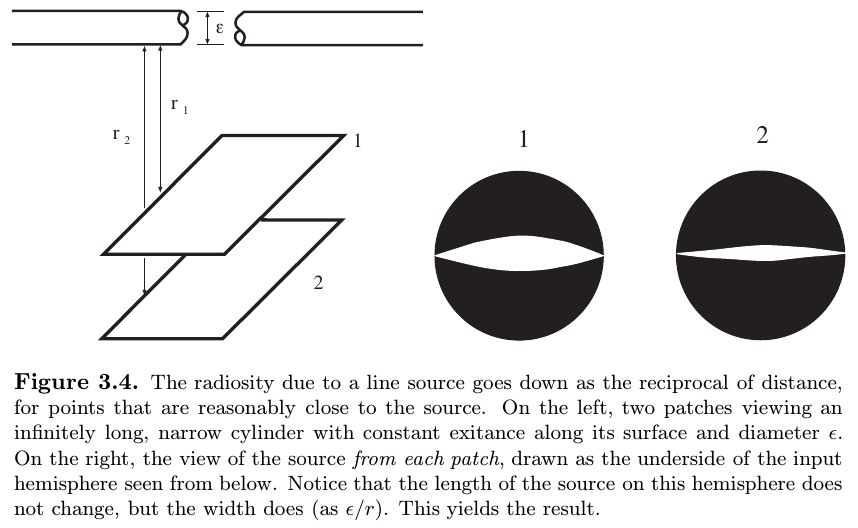 ε
r 1
r 2
1
2
1
2
Figure 3.4. The radiosity due to a line source goes down as the reciprocal of distance,
for points that are reasonably close to the source. On the left, two patches viewing an
infinitely long, narrow cylinder with constant exitance along its surface and diameter ϵ.
On the right, the view of the source from each patch, drawn as the underside of the input
hemisphere seen from below. Notice that the length of the source on this hemisphere does
not change, but the width does (as ϵ/r). This yields the result.